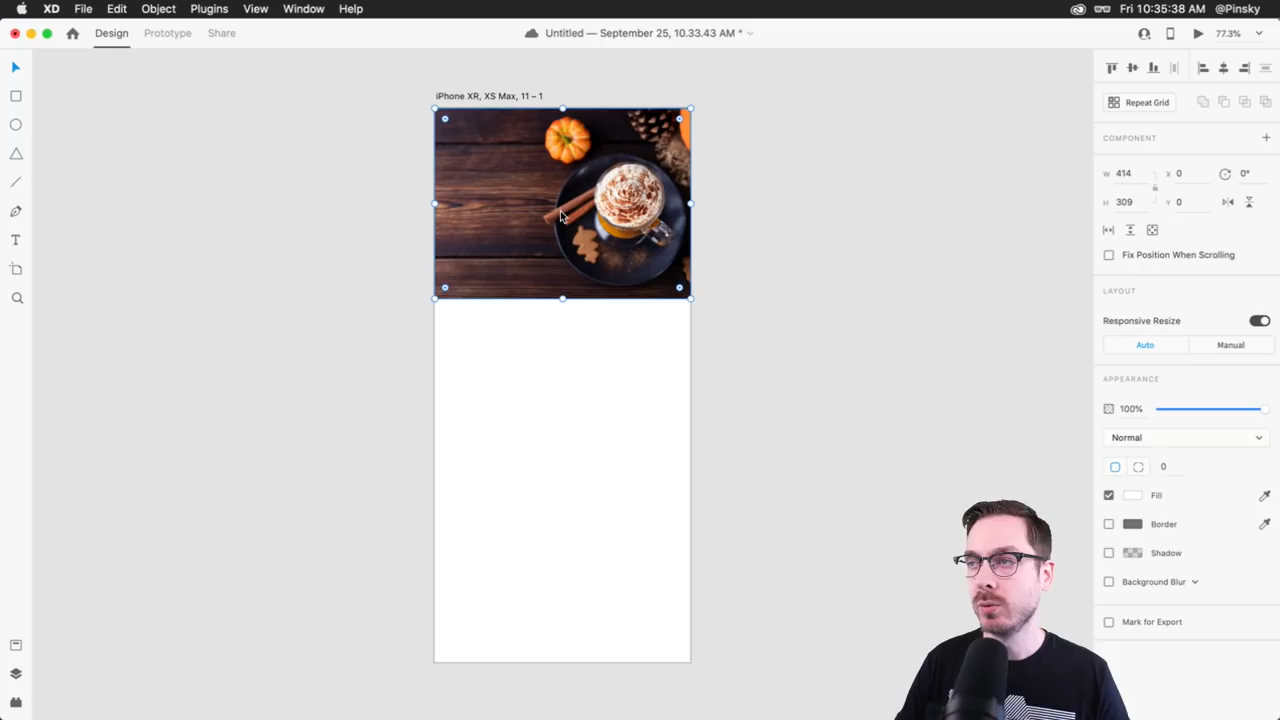 XD File Edit Object Plugins View Window Help
Fri 10:35:38 AM @Pinsky
Design Prototype Share
Untitled — September 25, 10.33.43 AM *
77.3%
iPhone XR, XS Max, 11 – 1
Repeat Grid
COMPONENT
W 414 X 0 0°
H 309 Y 0
Fix Position When Scrolling
LAYOUT
Responsive Resize
Auto Manual
APPEARANCE
100%
Normal
0
Fill
Border
Shadow
Background Blur
Mark for Export
T